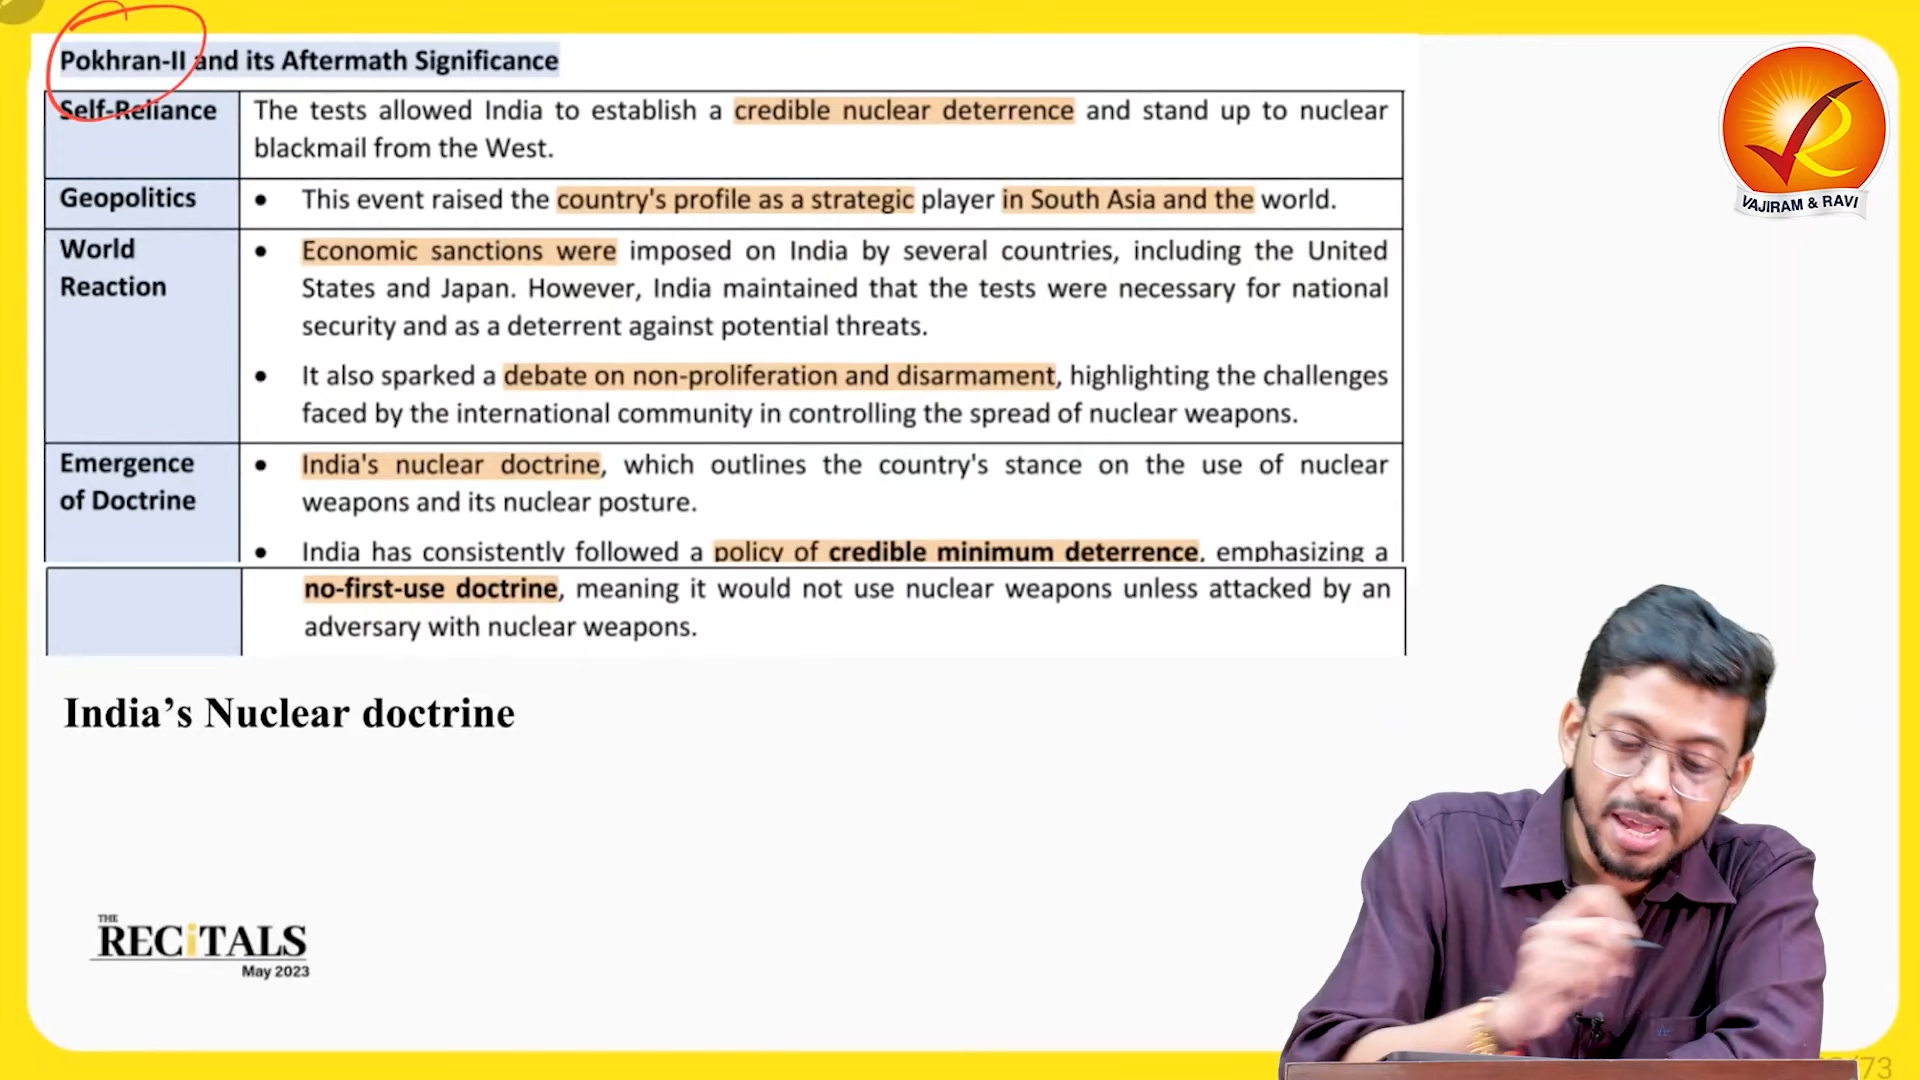 Pokhran-II and its Aftermath Significance
Self-Reliance
The tests allowed India to establish a credible nuclear deterrence and stand up to nuclear
blackmail from the West.
Geopolitics
• This event raised the country's profile as a strategic player in South Asia and the world.
World
Reaction
• Economic sanctions were imposed on India by several countries, including the United
States and Japan. However, India maintained that the tests were necessary for national
security and as a deterrent against potential threats.
• It also sparked a debate on non-proliferation and disarmament, highlighting the challenges
faced by the international community in controlling the spread of nuclear weapons.
Emergence
of Doctrine
• India's nuclear doctrine, which outlines the country's stance on the use of nuclear
weapons and its nuclear posture.
• India has consistently followed a policy of credible minimum deterrence, emphasizing a
no-first-use doctrine, meaning it would not use nuclear weapons unless attacked by an
adversary with nuclear weapons.
India’s Nuclear doctrine
THE
RECiTALS
May 2023
VAJIRAM & RAVI
/73